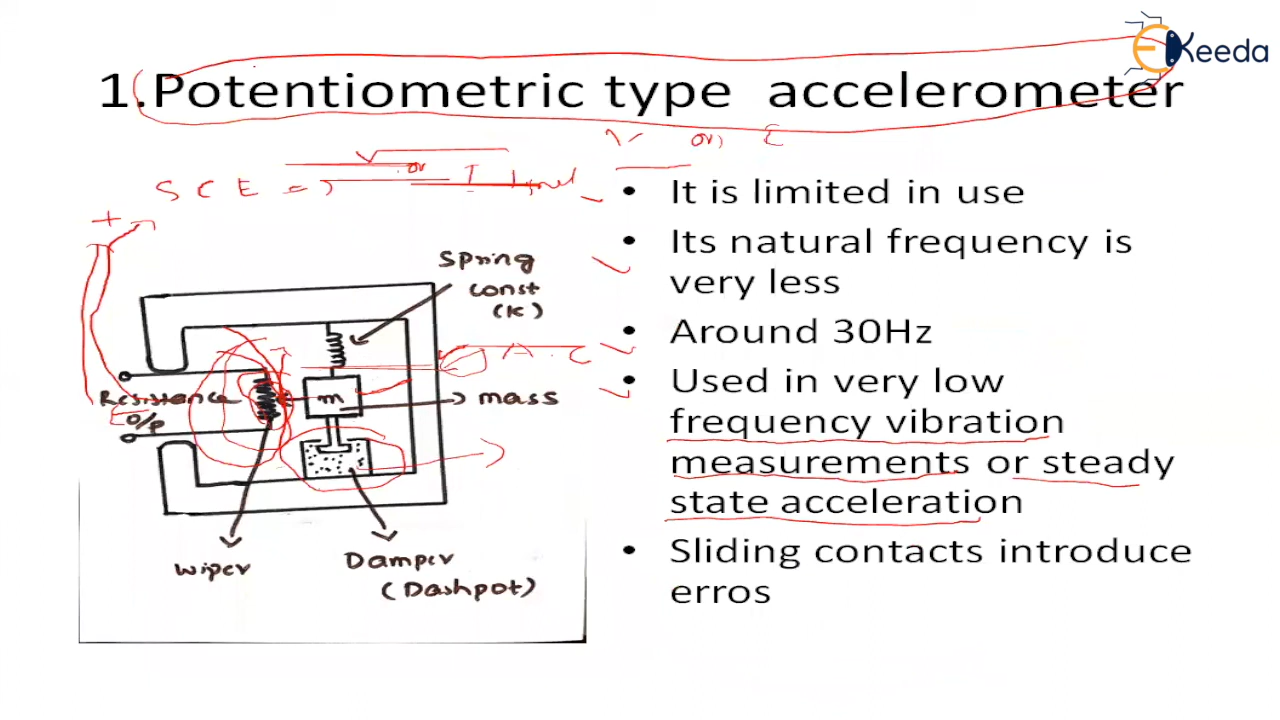 Keeda
1.Potentiometric type accelerometer
or
S C E =>
or
• It is limited in use
• Its natural frequency is
very less
• Around 30Hz
• Used in very low
frequency vibration
measurements or steady
state acceleration
• Sliding contacts introduce
erros
+
Spring
const
(K)
A.C
Resistance
O/p
m
mass
Wiper
Damper
(Dashpot)